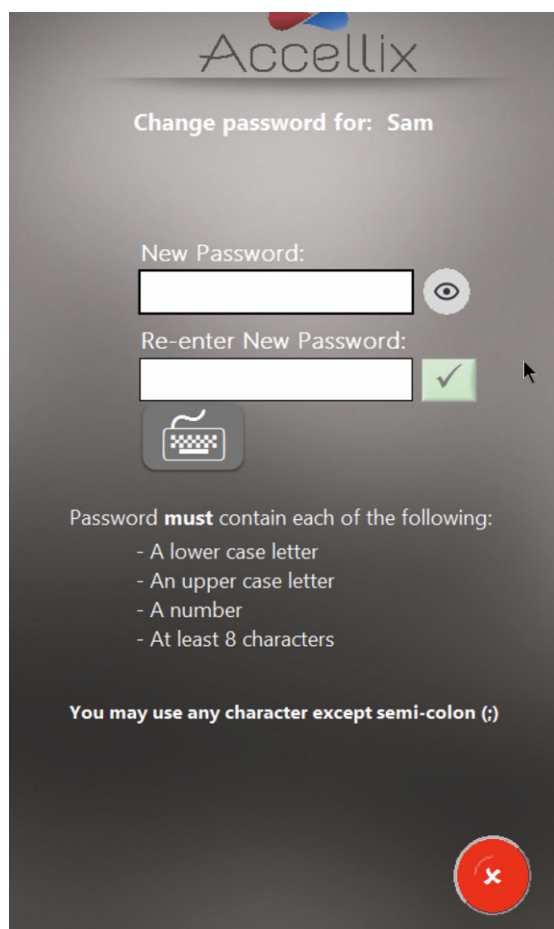 Accellix
Change password for: Sam
New Password:
Re-enter New Password:
Password must contain each of the following:
- A lower case letter
- An upper case letter
- A number
- At least 8 characters
You may use any character except semi-colon (;)